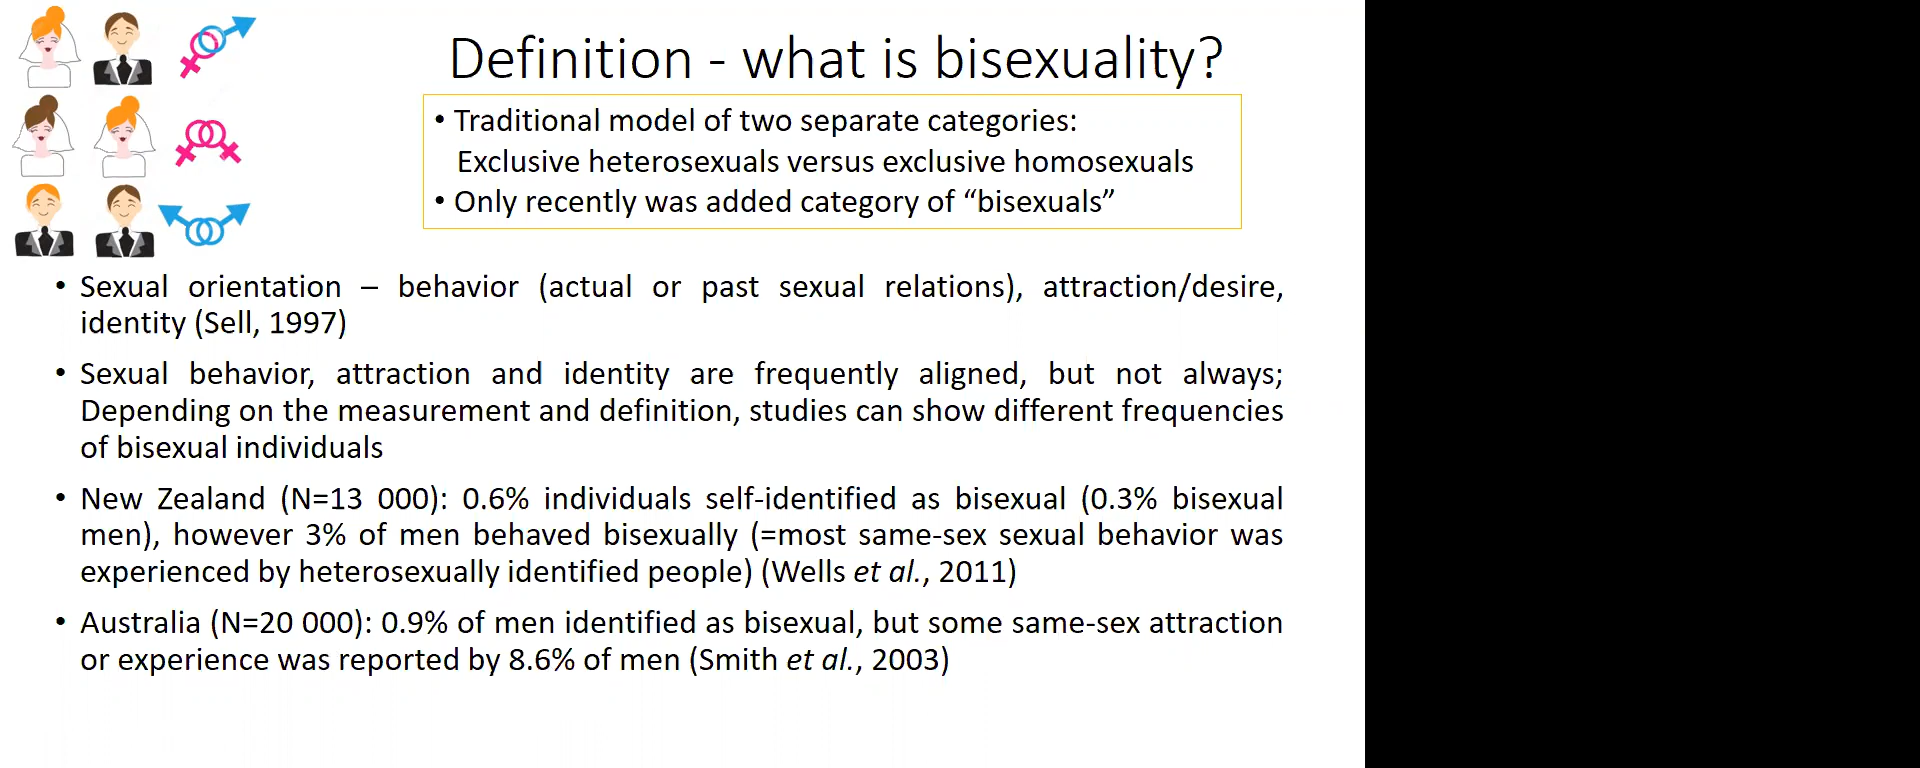 Definition - what is bisexuality?
• Traditional model of two separate categories:
Exclusive heterosexuals versus exclusive homosexuals
• Only recently was added category of “bisexuals”
• Sexual orientation – behavior (actual or past sexual relations), attraction/desire,
identity (Sell, 1997)
• Sexual behavior, attraction and identity are frequently aligned, but not always;
Depending on the measurement and definition, studies can show different frequencies
of bisexual individuals
• New Zealand (N=13 000): 0.6% individuals self-identified as bisexual (0.3% bisexual
men), however 3% of men behaved bisexually (=most same-sex sexual behavior was
experienced by heterosexually identified people) (Wells et al., 2011)
• Australia (N=20 000): 0.9% of men identified as bisexual, but some same-sex attraction
or experience was reported by 8.6% of men (Smith et al., 2003)